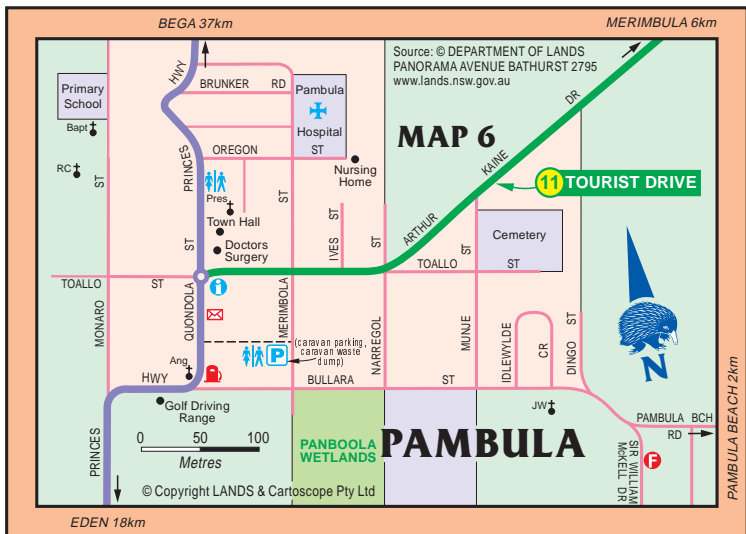 BEGA 37km
MERIMBULA 6km
Source: © DEPARTMENT OF LANDS
PANORAMA AVENUE BATHURST 2795
www.lands.nsw.gov.au
HWY
BRUNKER RD
Primary
School
Pambula
Hospital
Bapt
RC
ST
PRINCES
OREGON ST
MAP 6
DR
KAINE
ARTHUR
Nursing
Home
11 TOURIST DRIVE
Pres
Town Hall
Doctors
Surgery
ST
ST
IVES ST
ST
ST
Cemetery
TOALLO ST
TOALLO ST
i
MONARO
QUONDOLA
MERIMBOLA
NARREGOL
MUNJE
IDLEWYLDE
CR
DINGO ST
N
P
(caravan parking,
caravan waste
dump)
Ang
HWY
BULLARA ST
Golf Driving
Range
JW
PAMBULA BCH
RD
PAMBULA BEACH 2km
0 50 100
Metres
PANBOOLA
WETLANDS
PAMBULA
SIR WILLIAM
McKELL DR
F
PRINCES
© Copyright LANDS & Cartoscope Pty Ltd
EDEN 18km